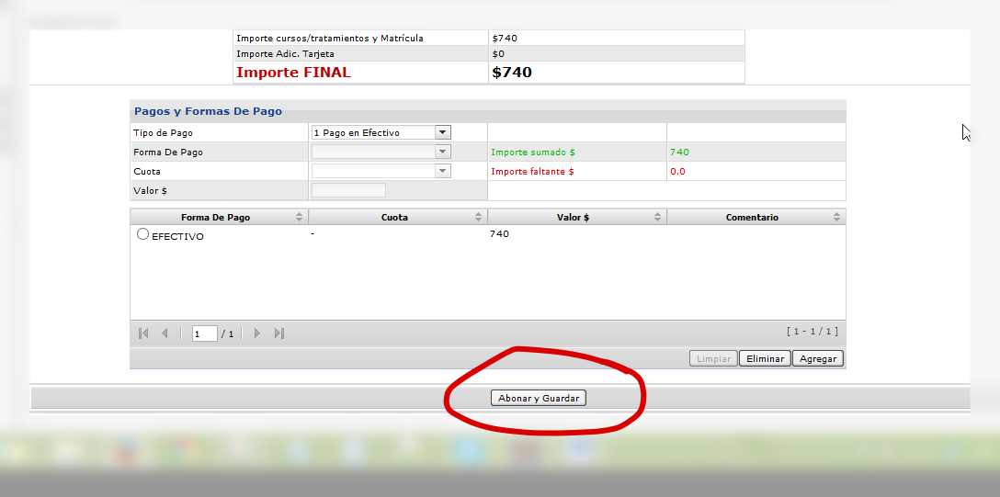 Importe cursos/tratamientos y Matrícula $740
Importe Adic. Tarjeta $0
Importe FINAL $740
Pagos y Formas De Pago
Tipo de Pago 1 Pago en Efectivo
Forma De Pago Importe sumado $ 740
Cuota Importe faltante $ 0.0
Valor $
Forma De Pago Cuota Valor $ Comentario
EFECTIVO - 740
1 / 1 [ 1 - 1 / 1 ]
Limpiar Eliminar Agregar
Abonar y Guardar